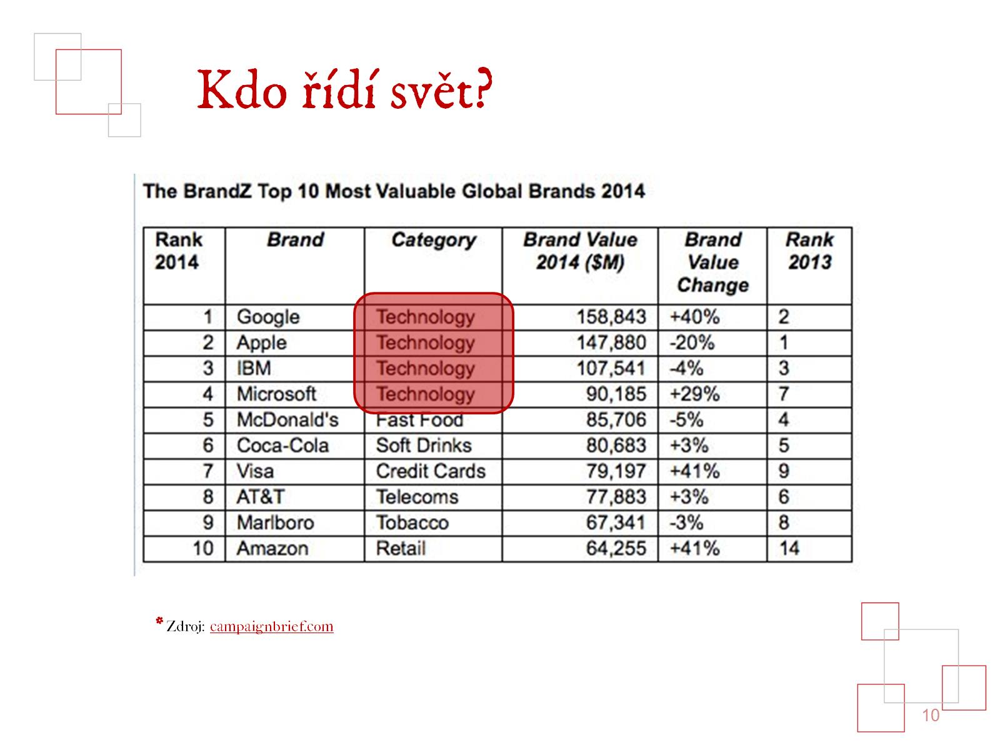 Kdo řídí svět?
The BrandZ Top 10 Most Valuable Global Brands 2014
Rank 2014 Brand Category Brand Value 2014 ($M) Brand Value Change Rank 2013
1 Google Technology 158,843 +40% 2
2 Apple Technology 147,880 -20% 1
3 IBM Technology 107,541 -4% 3
4 Microsoft Technology 90,185 +29% 7
5 McDonald's Fast Food 85,706 -5% 4
6 Coca-Cola Soft Drinks 80,683 +3% 5
7 Visa Credit Cards 79,197 +41% 9
8 AT&T Telecoms 77,883 +3% 6
9 Marlboro Tobacco 67,341 -3% 8
10 Amazon Retail 64,255 +41% 14
* Zdroj: campaignbrief.com
10